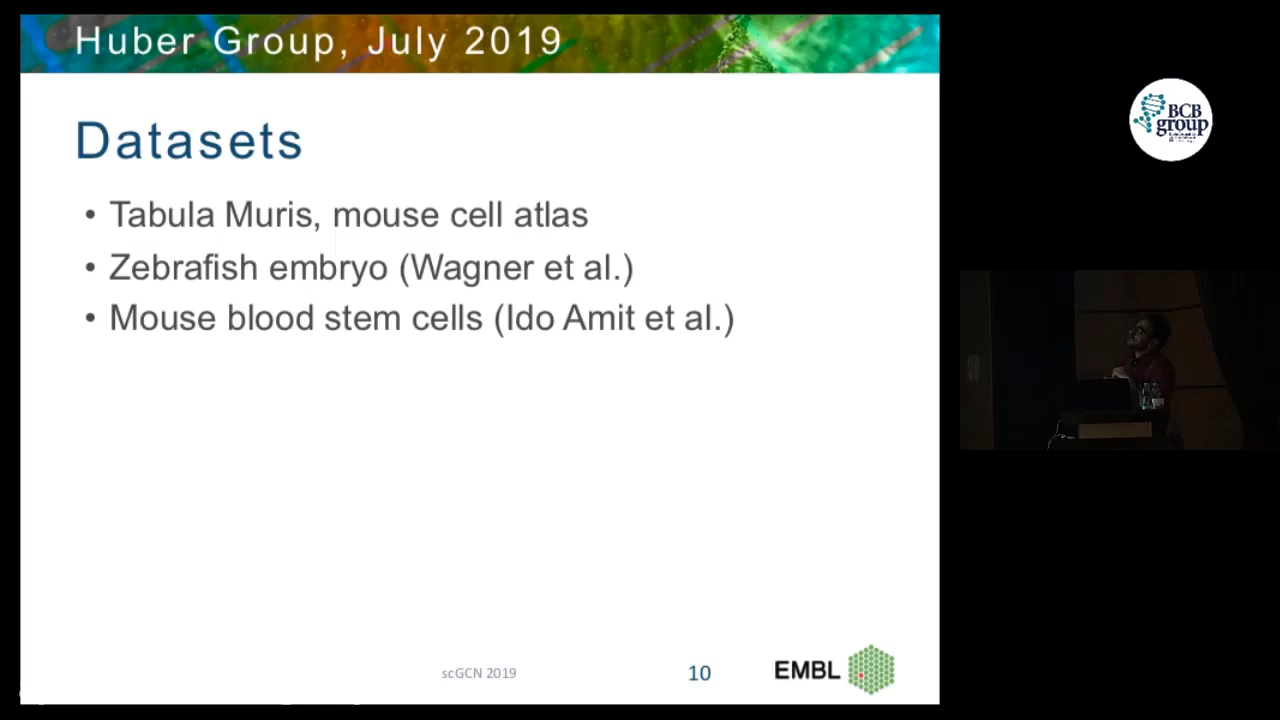 Huber Group, July 2019
Datasets
• Tabula Muris, mouse cell atlas
• Zebrafish embryo (Wagner et al.)
• Mouse blood stem cells (Ido Amit et al.)
scGCN 2019
10
EMBL
BCB
group